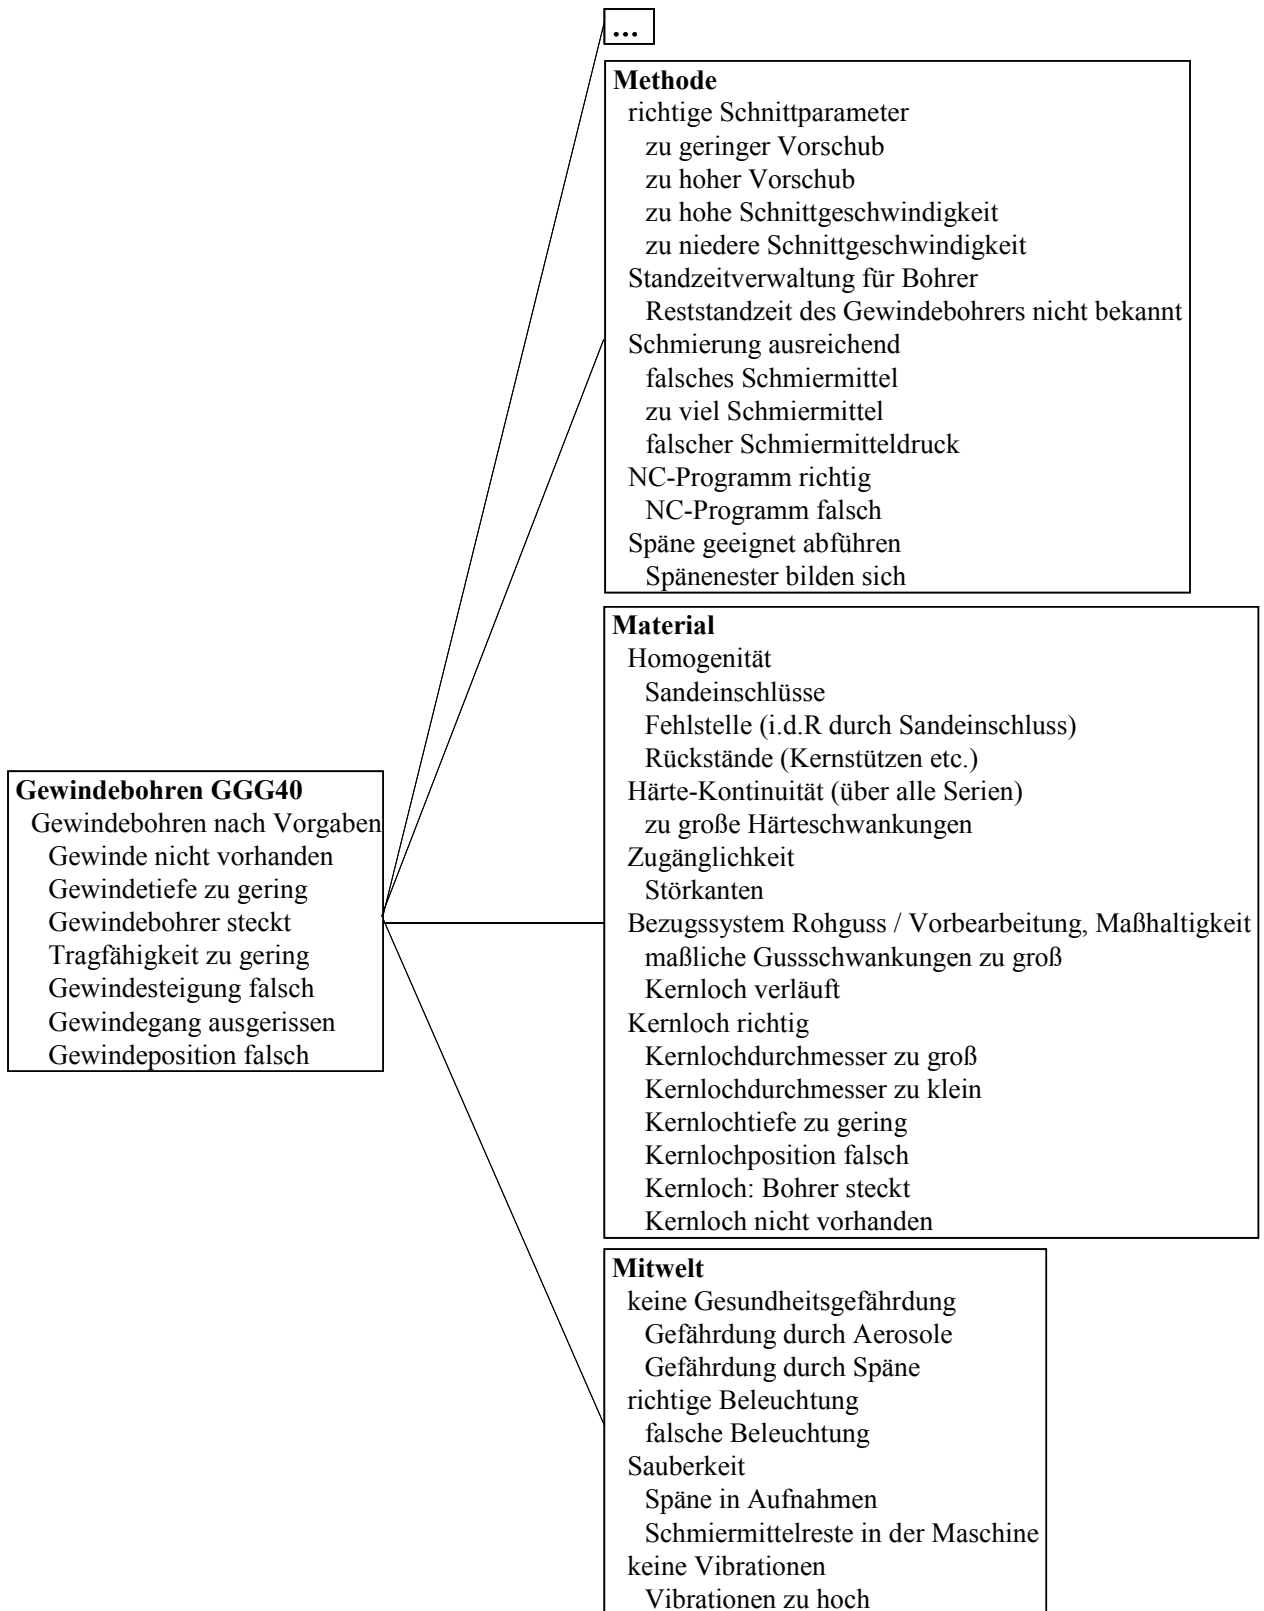 ...
Methode
richtige Schnittparameter
zu geringer Vorschub
zu hoher Vorschub
zu hohe Schnittgeschwindigkeit
zu niedere Schnittgeschwindigkeit
Standzeitverwaltung für Bohrer
Reststandzeit des Gewindebohrers nicht bekannt
Schmierung ausreichend
falsches Schmiermittel
zu viel Schmiermittel
falscher Schmiermitteldruck
NC-Programm richtig
NC-Programm falsch
Späne geeignet abführen
Spänenester bilden sich
Material
Homogenität
Sandeinschlüsse
Fehlstelle (i.d.R durch Sandeinschluss)
Rückstände (Kernstützen etc.)
Härte-Kontinuität (über alle Serien)
zu große Härteschwankungen
Zugänglichkeit
Störkanten
Bezugssystem Rohguss / Vorbearbeitung, Maßhaltigkeit
maßliche Gussschwankungen zu groß
Kernloch verläuft
Kernloch richtig
Kernlochdurchmesser zu groß
Kernlochdurchmesser zu klein
Kernlochtiefe zu gering
Kernlochposition falsch
Kernloch: Bohrer steckt
Kernloch nicht vorhanden
Gewindebohren GGG40
Gewindebohren nach Vorgaben
Gewinde nicht vorhanden
Gewindetiefe zu gering
Gewindebohrer steckt
Tragfähigkeit zu gering
Gewindesteigung falsch
Gewindegang ausgerissen
Gewindeposition falsch
Mitwelt
keine Gesundheitsgefährdung
Gefährdung durch Aerosole
Gefährdung durch Späne
richtige Beleuchtung
falsche Beleuchtung
Sauberkeit
Späne in Aufnahmen
Schmiermittelreste in der Maschine
keine Vibrationen
Vibrationen zu hoch